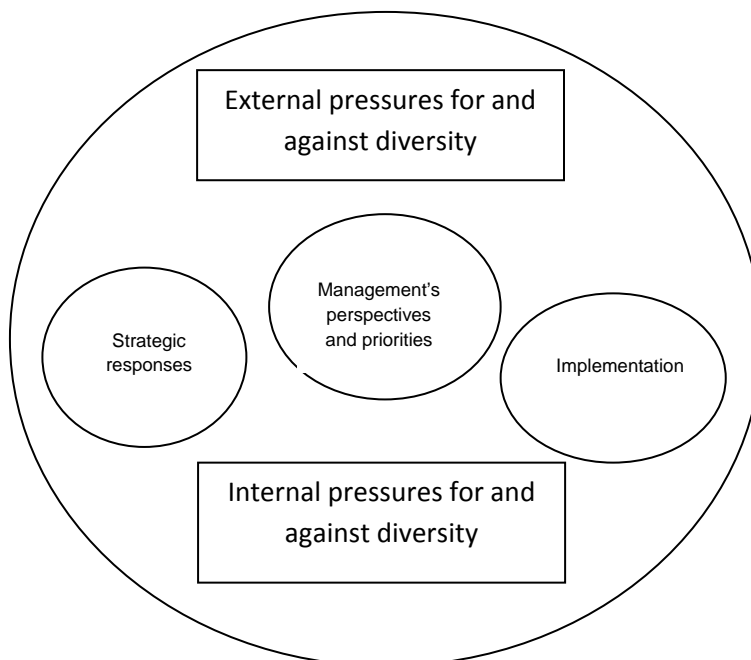 External pressures for and
against diversity
Management’s
perspectives
and priorities
Strategic
responses
Implementation
Internal pressures for and
against diversity